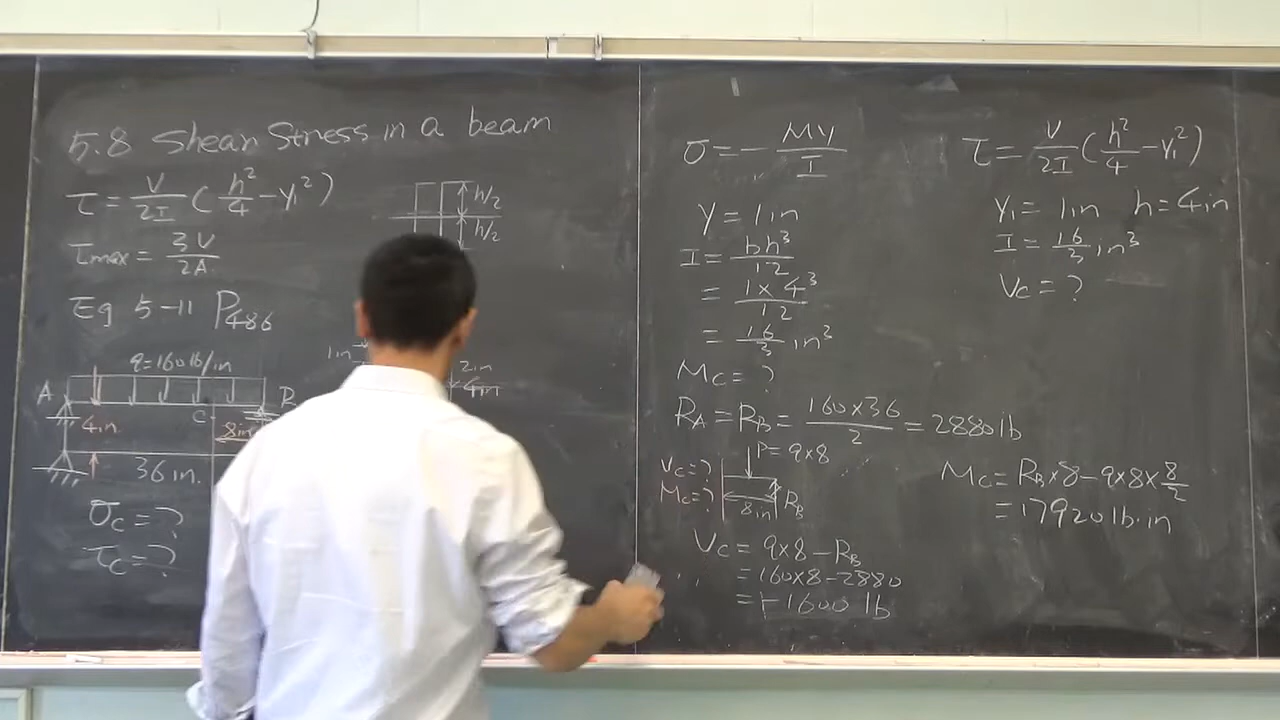 5.8 Shear Stress in a beam
τ = V/2I ( h²/4 - y₁² )
h/2
h/2
τmax = 3V/2A
Eg 5-11 P486
q=160 lb/in
1in
2in
4in
A
C
4in.
8in
36 in.
σc = ?
τc = ?
σ = - My/I
y = 1in
I = bh³/12
= 1×4³/12
= 16/3 in³
Mc = ?
RA = RB = 160×36/2 = 2880 lb
P = q×8
Vc = ?
Mc = ?
RB
8in
Vc = q×8 - RB
= 160×8 - 2880
= -1600 lb
τ = V/2I ( h²/4 - y₁² )
y₁ = 1in h = 4in
I = 16/3 in³
Vc = ?
Mc = RB×8 - q×8×8/2
= 17920 lb·in